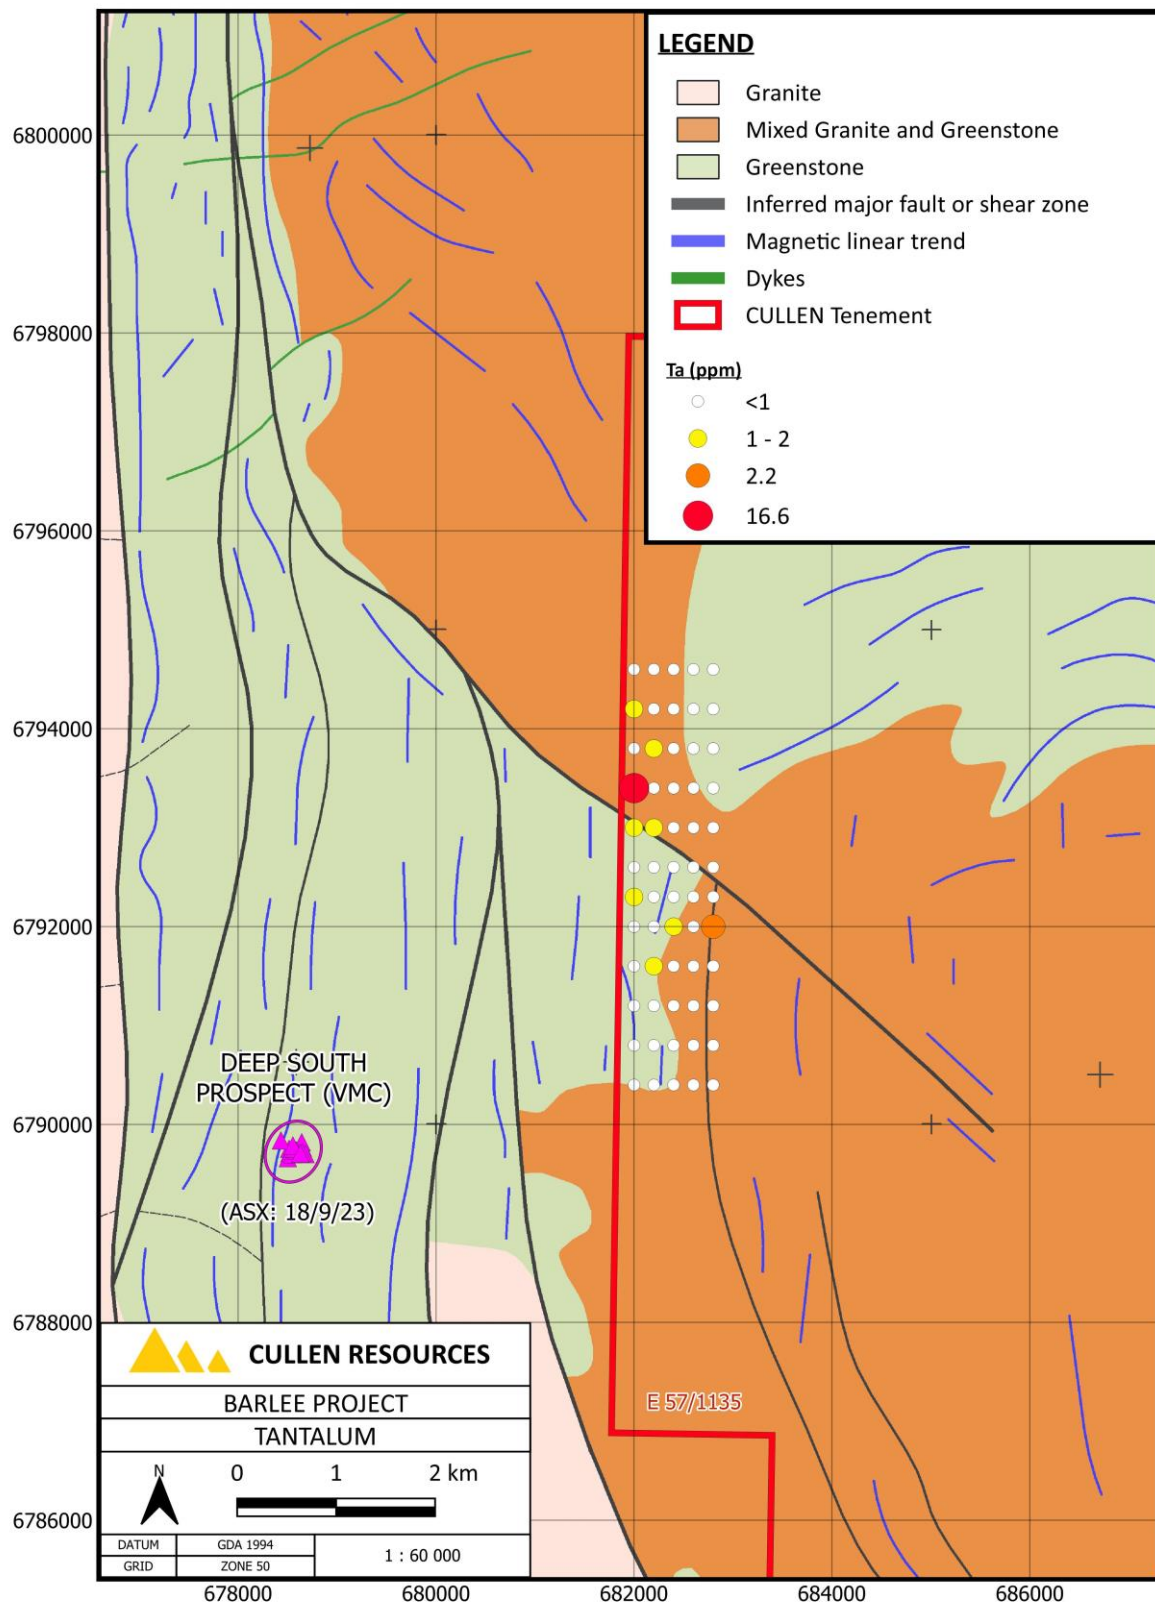 LEGEND
Granite
Mixed Granite and Greenstone
Greenstone
Inferred major fault or shear zone
Magnetic linear trend
Dykes
CULLEN Tenement
Ta (ppm)
<1
1 - 2
2.2
16.6
6800000
6798000
6796000
6794000
6792000
6790000
6788000
6786000
DEEP SOUTH
PROSPECT (VMC)
(ASX: 18/9/23)
E 57/1135
CULLEN RESOURCES
BARLEE PROJECT
TANTALUM
N
0 1 2 km
DATUM GDA 1994
GRID ZONE 50
1 : 60 000
678000 680000 682000 684000 686000